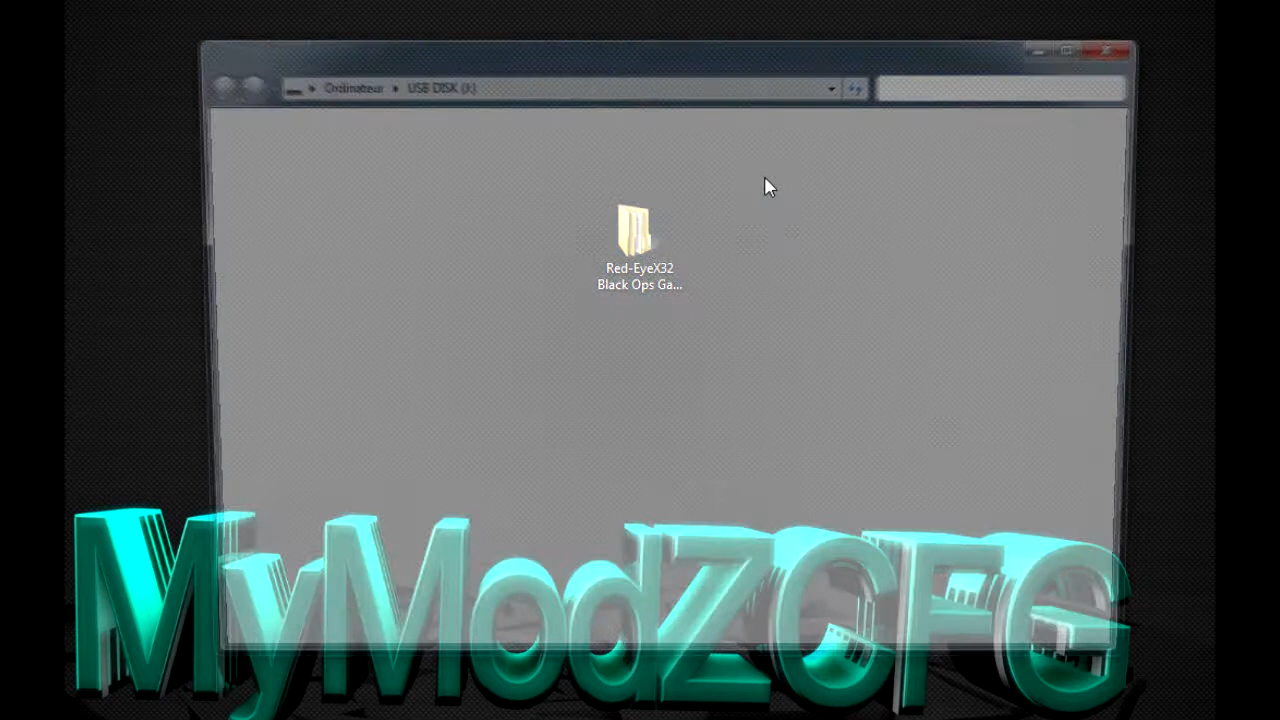 Ordinateur ▸ USB DISK (J:)
Red-EyeX32
Black Ops Ga...
MyModZCFG